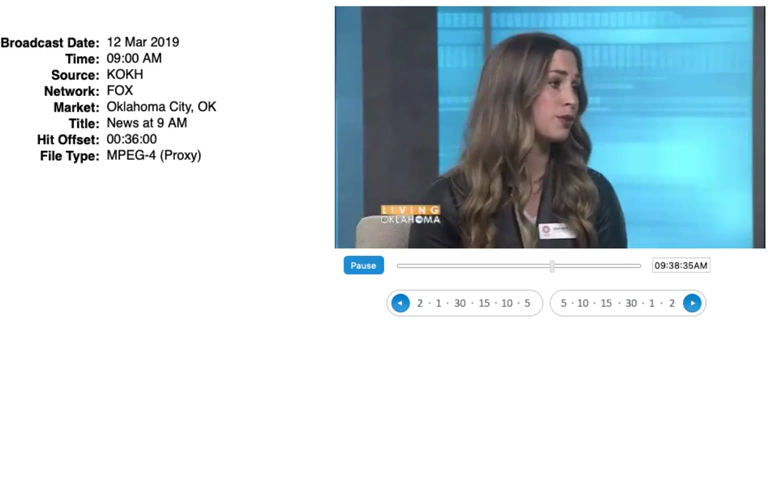 Broadcast Date: 12 Mar 2019
Time: 09:00 AM
Source: KOKH
Network: FOX
Market: Oklahoma City, OK
Title: News at 9 AM
Hit Offset: 00:36:00
File Type: MPEG-4 (Proxy)
LIVING
OKLAHOMA
Pause
09:38:35AM
2 · 1 · 30 · 15 · 10 · 5
5 · 10 · 15 · 30 · 1 · 2